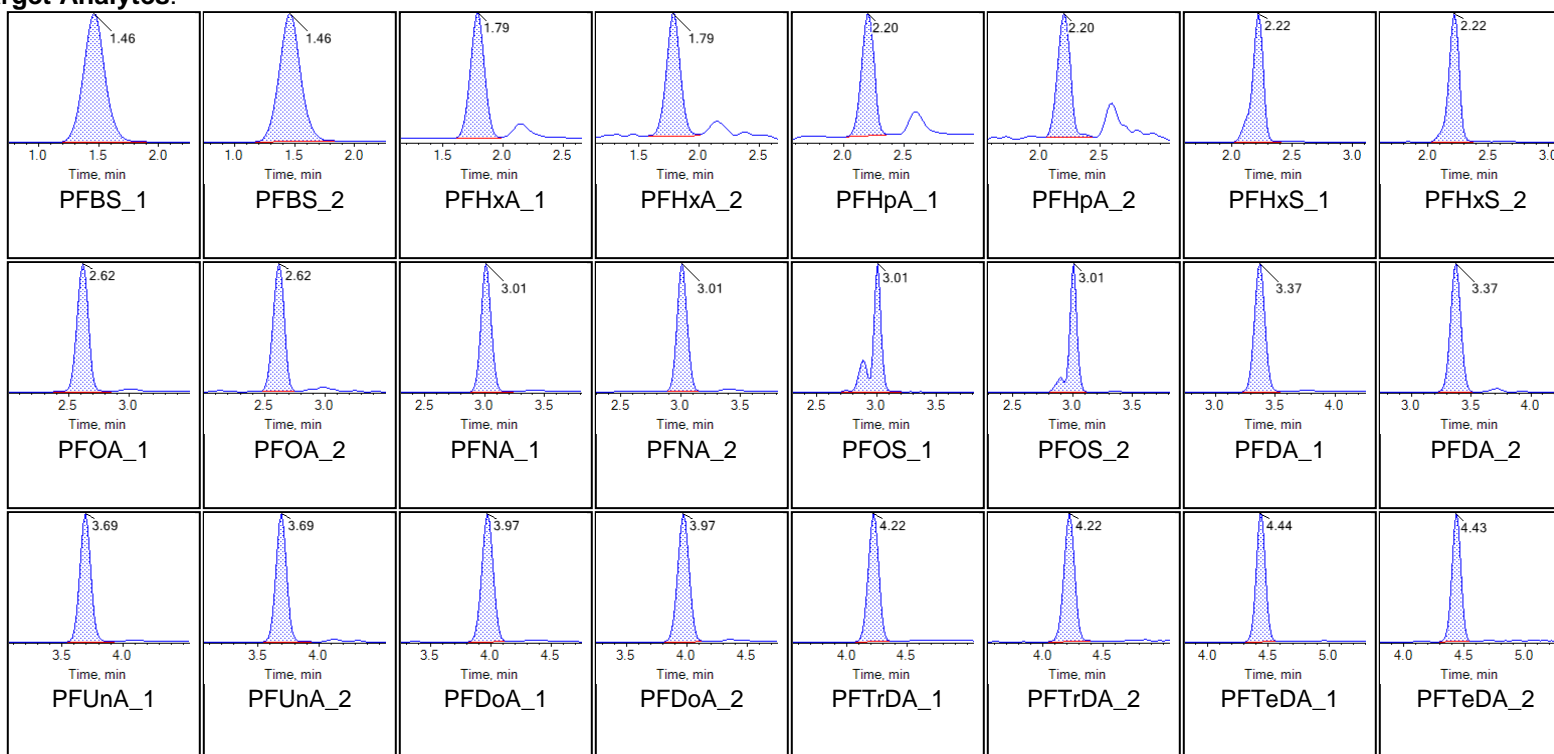 rget Analytes:
1.46 1.46 1.79 1.79 2.20 2.20 2.22 2.22
1.0 1.5 2.0 1.0 1.5 2.0 1.5 2.0 2.5 1.5 2.0 2.5 2.0 2.5 2.0 2.5 2.0 2.5 3.0 2.0 2.5 3.0
Time, min Time, min Time, min Time, min Time, min Time, min Time, min Time, min
PFBS_1 PFBS_2 PFHxA_1 PFHxA_2 PFHpA_1 PFHpA_2 PFHxS_1 PFHxS_2
2.62 2.62 3.01 3.01 3.01 3.01 3.37 3.37
2.5 3.0 2.5 3.0 2.5 3.0 3.5 2.5 3.0 3.5 2.5 3.0 3.5 2.5 3.0 3.5 3.0 3.5 4.0 3.0 3.5 4.0
Time, min Time, min Time, min Time, min Time, min Time, min Time, min Time, min
PFOA_1 PFOA_2 PFNA_1 PFNA_2 PFOS_1 PFOS_2 PFDA_1 PFDA_2
3.69 3.69 3.97 3.97 4.22 4.22 4.44 4.43
3.5 4.0 3.5 4.0 3.5 4.0 4.5 3.5 4.0 4.5 4.0 4.5 4.0 4.5 4.0 4.5 5.0 4.0 4.5 5.0
Time, min Time, min Time, min Time, min Time, min Time, min Time, min Time, min
PFUnA_1 PFUnA_2 PFDoA_1 PFDoA_2 PFTrDA_1 PFTrDA_2 PFTeDA_1 PFTeDA_2